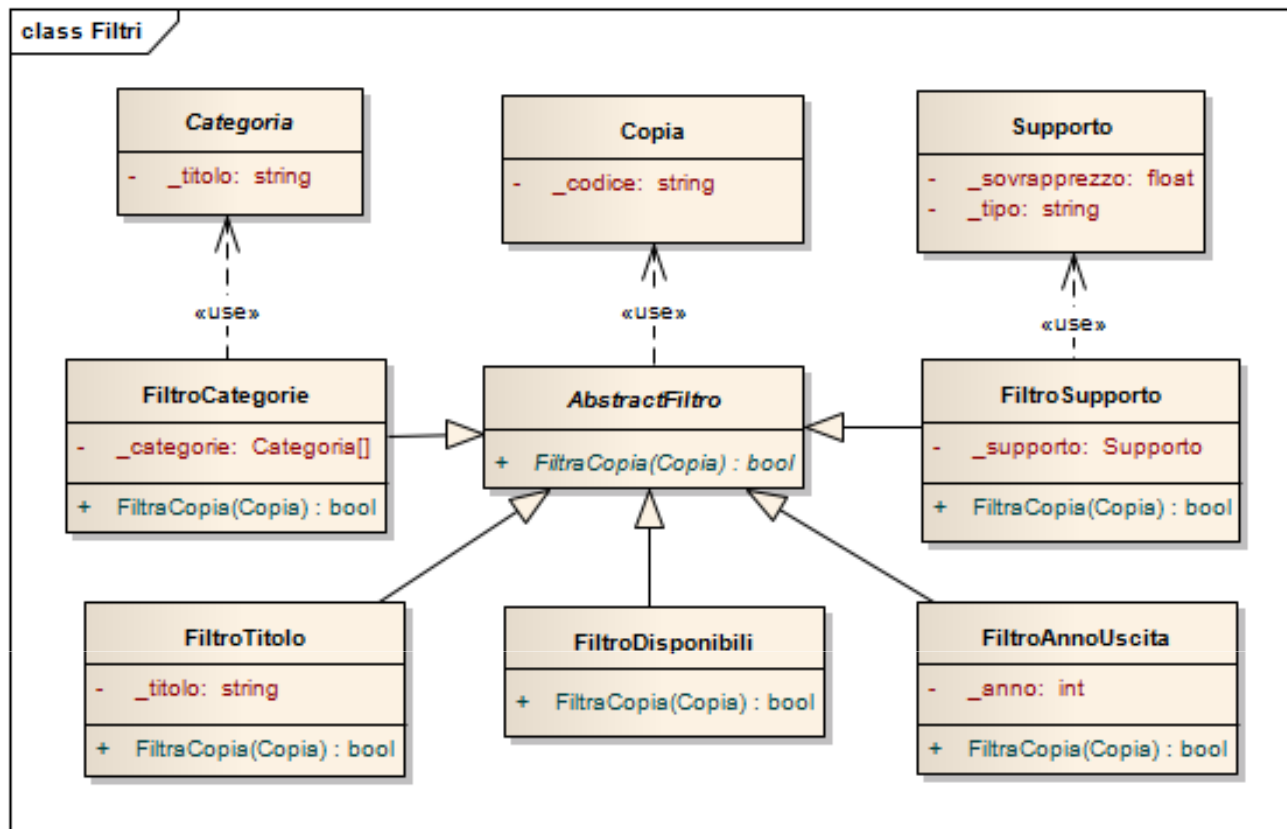 class Filtri
Categoria
- _titolo: string
Copia
- _codice: string
Supporto
- _sovrapprezzo: float
- _tipo: string
«use»
«use»
«use»
FiltroCategorie
- _categorie: Categoria[]
+ FiltraCopia(Copia) : bool
AbstractFiltro
+ FiltraCopia(Copia) : bool
FiltroSupporto
- _supporto: Supporto
+ FiltraCopia(Copia) : bool
FiltroTitolo
- _titolo: string
+ FiltraCopia(Copia) : bool
FiltroDisponibili
+ FiltraCopia(Copia) : bool
FiltroAnnoUscita
- _anno: int
+ FiltraCopia(Copia) : bool